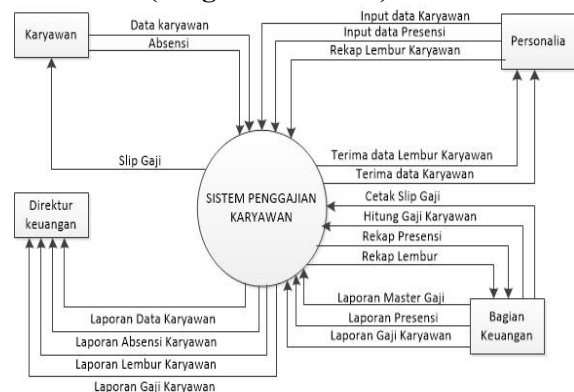 Karyawan
Data karyawan
Absensi
Slip Gaji
Input data Karyawan
Input data Presensi
Rekap Lembur Karyawan
Personalia
Terima data Lembur Karyawan
Terima data Karyawan
SISTEM PENGGAJIAN
KARYAWAN
Direktur
keuangan
Cetak Slip Gaji
Hitung Gaji Karyawan
Rekap Presensi
Rekap Lembur
Laporan Master Gaji
Laporan Presensi
Laporan Gaji Karyawan
Bagian
Keuangan
Laporan Data Karyawan
Laporan Absensi Karyawan
Laporan Lembur Karyawan
Laporan Gaji Karyawan